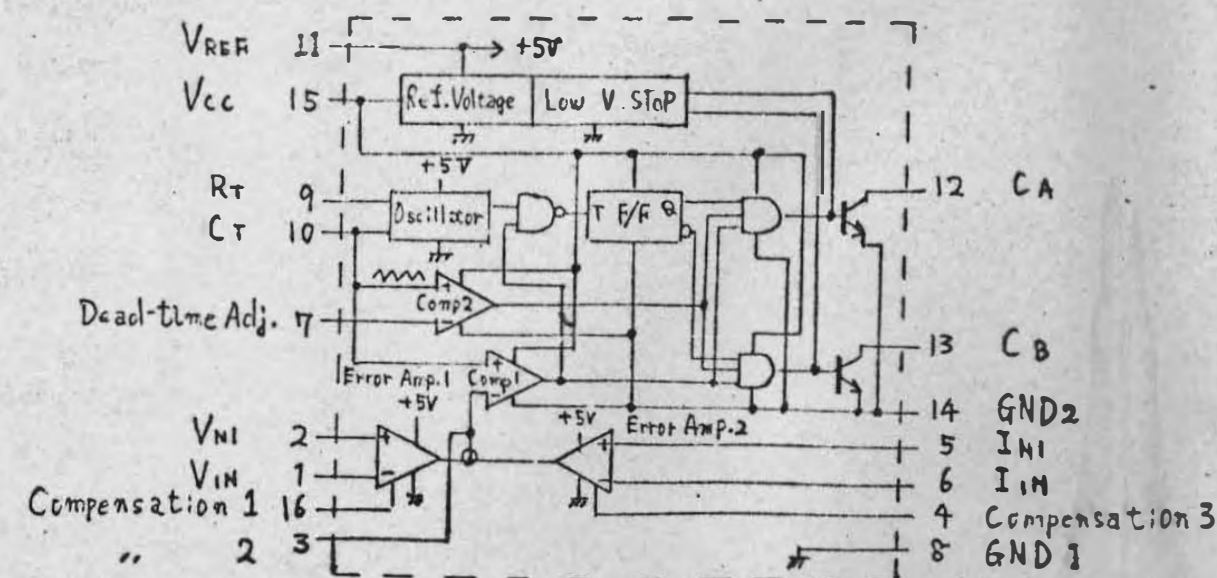 VREF 11 +5V
Vcc 15 Ref. Voltage Low V. Stop
+5V
RT 9 Oscillator T F/F Q 12 CA
CT 10
+ Comp2 -
Dead-time Adj. 7
13 CB
Error Amp.1 + Comp1 -
+5V +5V Error Amp.2 14 GND2
VNI 2 + + 5 INI
VIN 1 - - 6 IIN
Compensation 1 16 4 Compensation 3
〃 2 3 8 GND 1